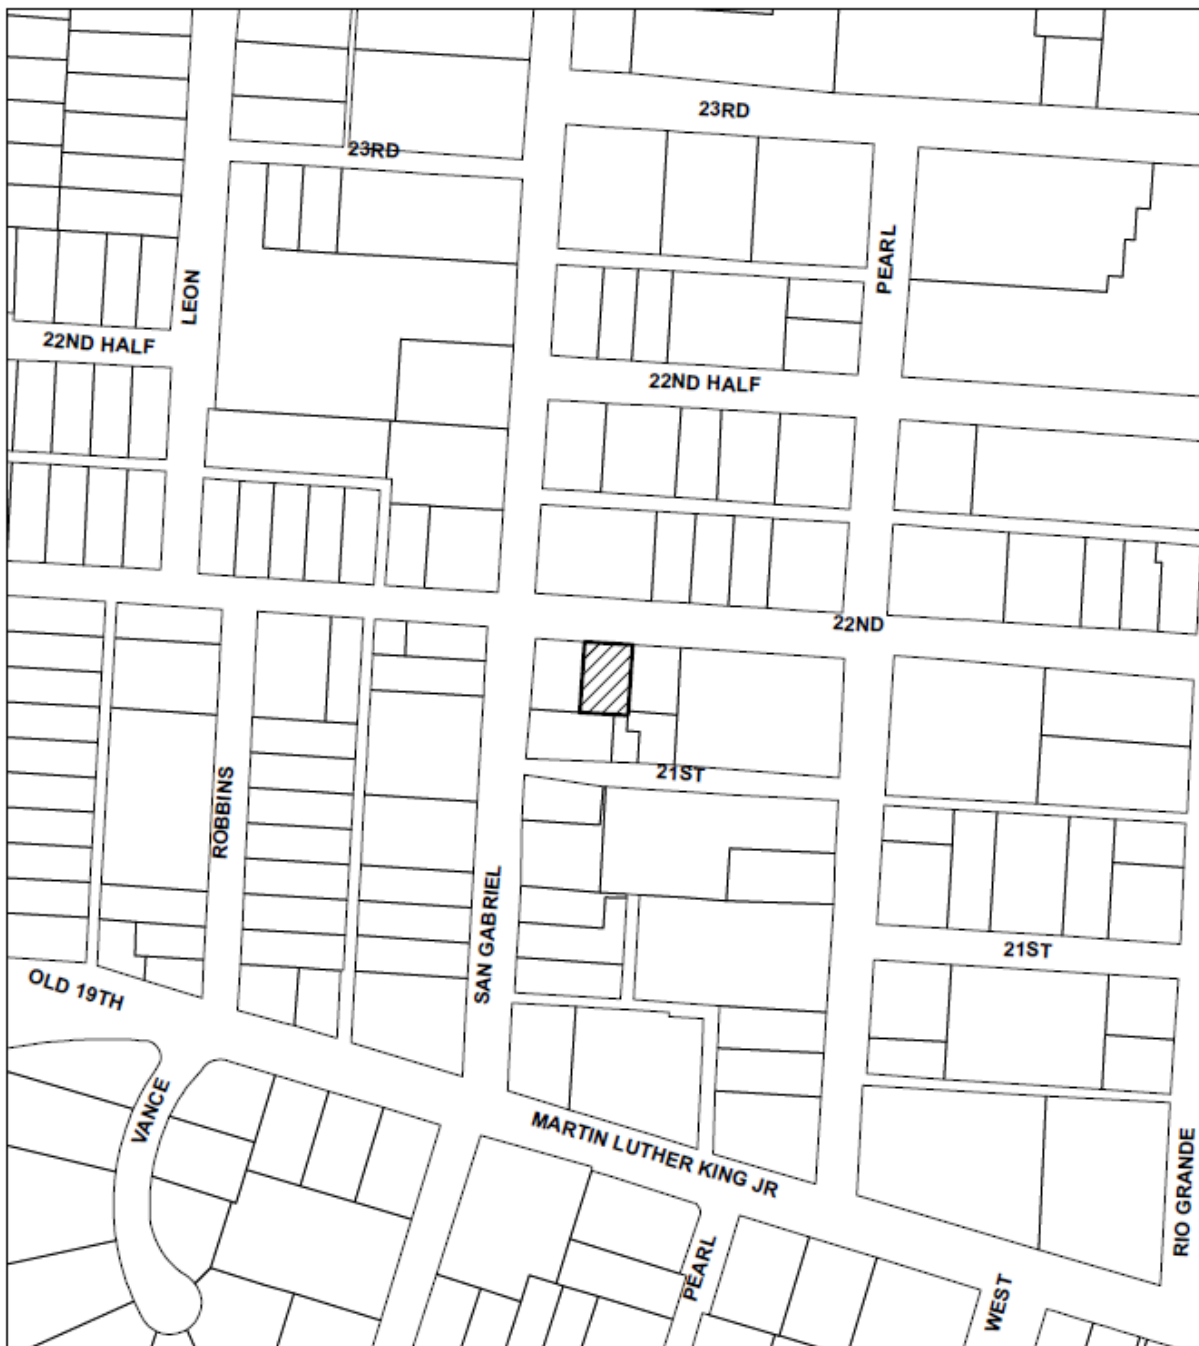 23RD
23RD
PEARL
LEON
22ND HALF
22ND HALF
22ND
21ST
ROBBINS
SAN GABRIEL
21ST
OLD 19TH
VANCE
MARTIN LUTHER KING JR
RIO GRANDE
PEARL
WEST